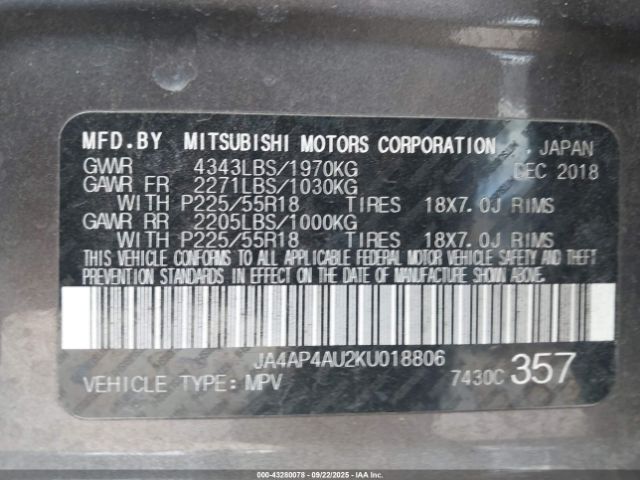 MFD.BY MITSUBISHI MOTORS CORPORATION , JAPAN
GVWR 4343LBS/1970KG DEC 2018
GAWR FR 2271LBS/1030KG
WITH P225/55R18 TIRES 18X7.0J RIMS
GAWR RR 2205LBS/1000KG
WITH P225/55R18 TIRES 18X7.0J RIMS
THIS VEHICLE CONFORMS TO ALL APPLICABLE FEDERAL MOTOR VEHICLE SAFETY AND THEFT
PREVENTION STANDARDS IN EFFECT ON THE DATE OF MANUFACTURE SHOWN ABOVE.
JA4AP4AU2KU018806
VEHICLE TYPE: MPV 7430C 357
000-43280078 - 09/22/2025 - IAAI.COM